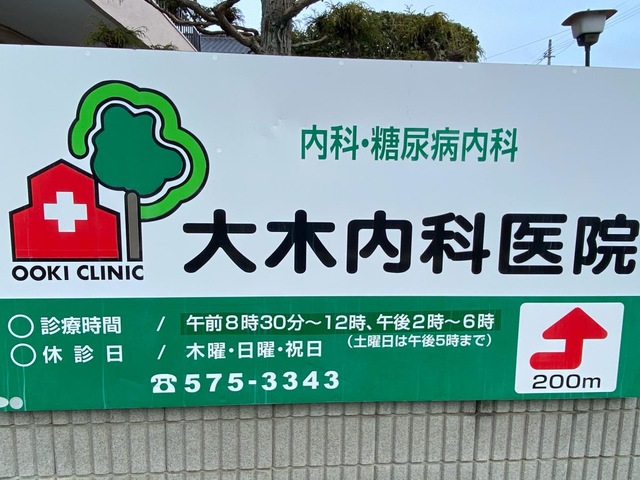 内科・糖尿病内科
大木内科医院
OOKI CLINIC
○診療時間 / 午前8時30分～12時、午後2時～6時
(土曜日は午後5時まで)
○休診日 / 木曜・日曜・祝日
☎575-3343
200m